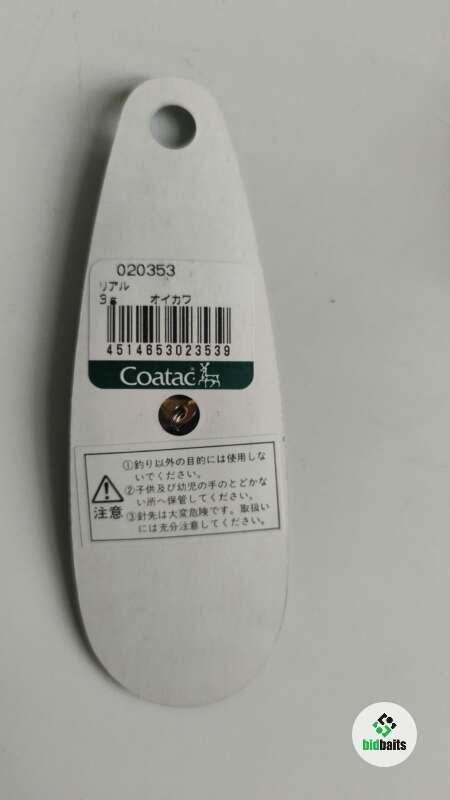 020353
リアル
3g オイカワ
4514653023539
Coatac®
①釣り以外の目的には使用しな
いでください。
②子供及び幼児の手のとどかな
い所へ保管してください。
③針先は大変危険です。取扱い
には充分注意してください。
注意
bidbaits